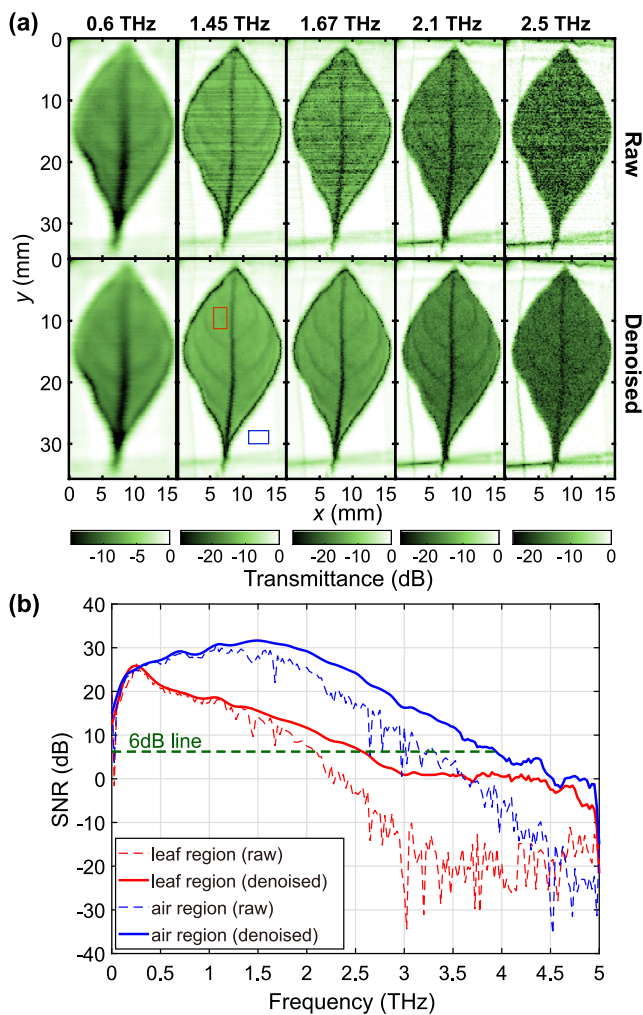 (a) 0.6 THz 1.45 THz 1.67 THz 2.1 THz 2.5 THz
0
10
20
30
Raw
0
10
20
30
Denoised
y (mm)
0 5 10 15 0 5 10 15 0 5 10 15 0 5 10 15 0 5 10 15
x (mm)
-10 -5 0 -20 -10 0 -20 -10 0 -20 -10 0 -20 -10 0
Transmittance (dB)
(b)
40
30
20
10
0
-10
-20
-30
-40
SNR (dB)
6dB line
leaf region (raw)
leaf region (denoised)
air region (raw)
air region (denoised)
0 0.5 1 1.5 2 2.5 3 3.5 4 4.5 5
Frequency (THz)